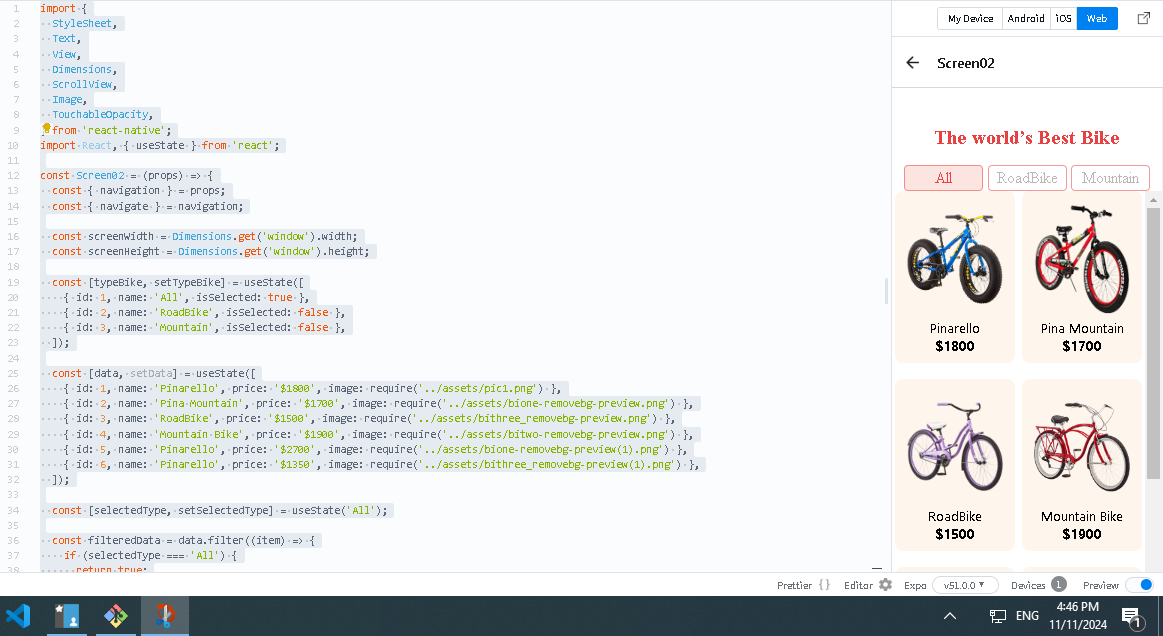 1 import {
2 StyleSheet,
3 Text,
4 View,
5 Dimensions,
6 ScrollView,
7 Image,
8 TouchableOpacity,
9 } from 'react-native';
10 import React, { useState } from 'react';
11
12 const Screen02 = (props) => {
13 const { navigation } = props;
14 const { navigate } = navigation;
15
16 const screenWidth = Dimensions.get('window').width;
17 const screenHeight = Dimensions.get('window').height;
18
19 const [typeBike, setTypeBike] = useState([
20 { id: 1, name: 'All', isSelected: true },
21 { id: 2, name: 'RoadBike', isSelected: false },
22 { id: 3, name: 'Mountain', isSelected: false },
23 ]);
24
25 const [data, setData] = useState([
26 { id: 1, name: 'Pinarello', price: '$1800', image: require('../assets/pic1.png') },
27 { id: 2, name: 'Pina Mountain', price: '$1700', image: require('../assets/bione-removebg-preview.png') },
28 { id: 3, name: 'RoadBike', price: '$1500', image: require('../assets/bithree_removebg-preview.png') },
29 { id: 4, name: 'Mountain Bike', price: '$1900', image: require('../assets/bitwo-removebg-preview.png') },
30 { id: 5, name: 'Pinarello', price: '$2700', image: require('../assets/bione-removebg-preview(1).png') },
31 { id: 6, name: 'Pinarello', price: '$1350', image: require('../assets/bithree_removebg-preview(1).png') },
32 ]);
33
34 const [selectedType, setSelectedType] = useState('All');
35
36 const filteredData = data.filter((item) => {
37 if (selectedType === 'All') {
38 return true;
My Device Android iOS Web
Screen02
The world's Best Bike
All RoadBike Mountain
Pinarello Pina Mountain
$1800 $1700
RoadBike Mountain Bike
$1500 $1900
Prettier { } Editor Expo v51.0.0 Devices 1 Preview
ENG 4:46 PM
11/11/2024 1